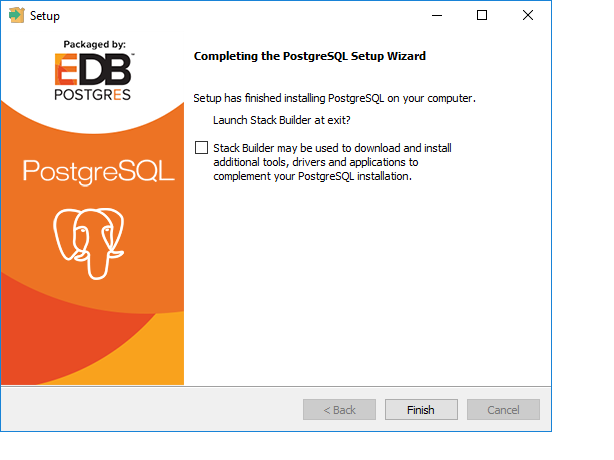 Setup
Packaged by:
EDB
POSTGRES
PostgreSQL
Completing the PostgreSQL Setup Wizard
Setup has finished installing PostgreSQL on your computer.
Launch Stack Builder at exit?
Stack Builder may be used to download and install
additional tools, drivers and applications to
complement your PostgreSQL installation.
< Back
Finish
Cancel